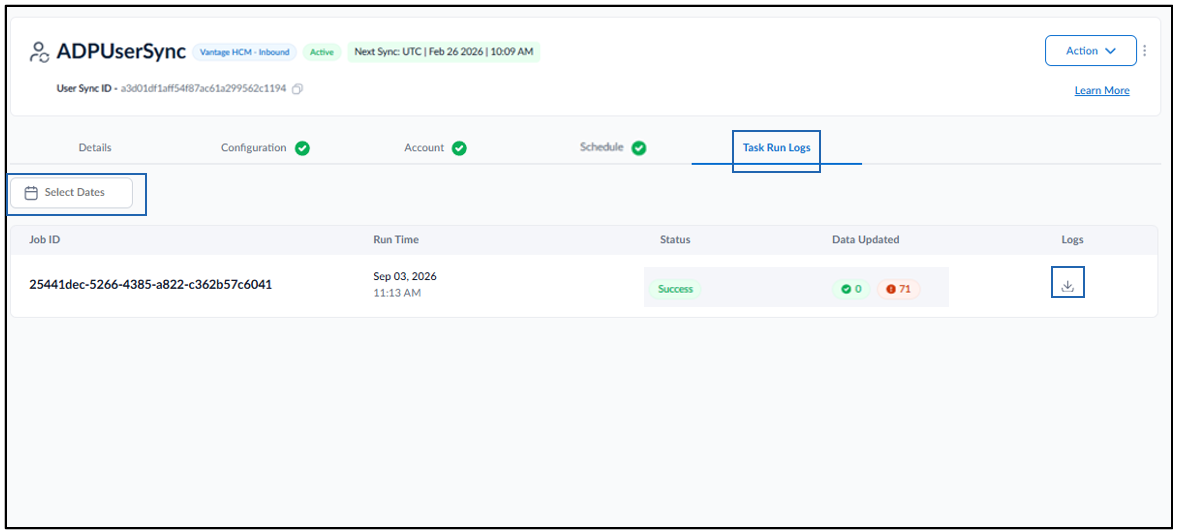 ADPUserSync Vantage HCM - Inbound Active Next Sync: UTC | Feb 26 2026 | 10:09 AM Action
User Sync ID - a3d01df1aff54f87ac61a299562c1194 Learn More
Details Configuration Account Schedule Task Run Logs
Select Dates
Job ID Run Time Status Data Updated Logs
25441dec-5266-4385-a822-c362b57c6041 Sep 03, 2026 Success 0 71
11:13 AM